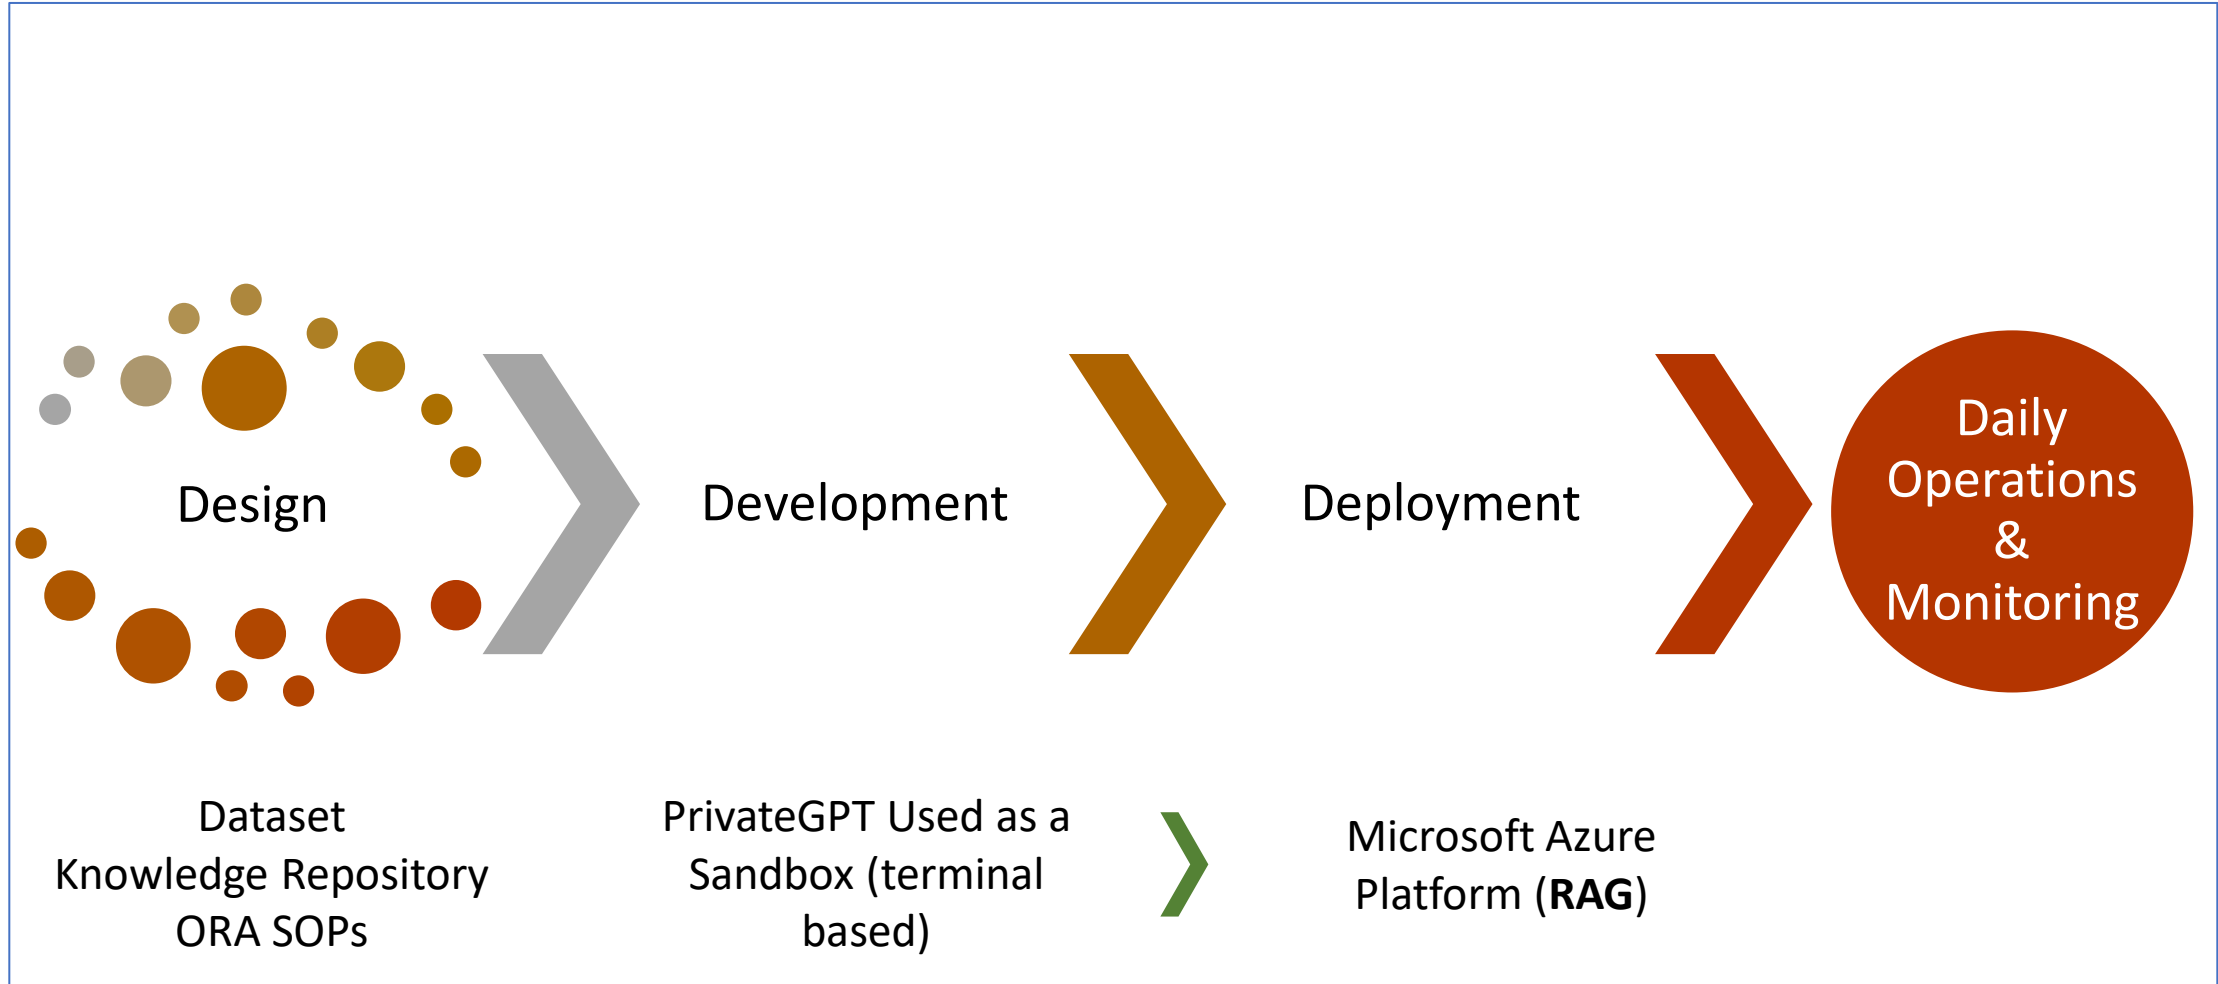 Design
Development
Deployment
Daily
Operations
&
Monitoring
Dataset
Knowledge Repository
ORA SOPs
PrivateGPT Used as a
Sandbox (terminal
based)
Microsoft Azure
Platform (RAG)